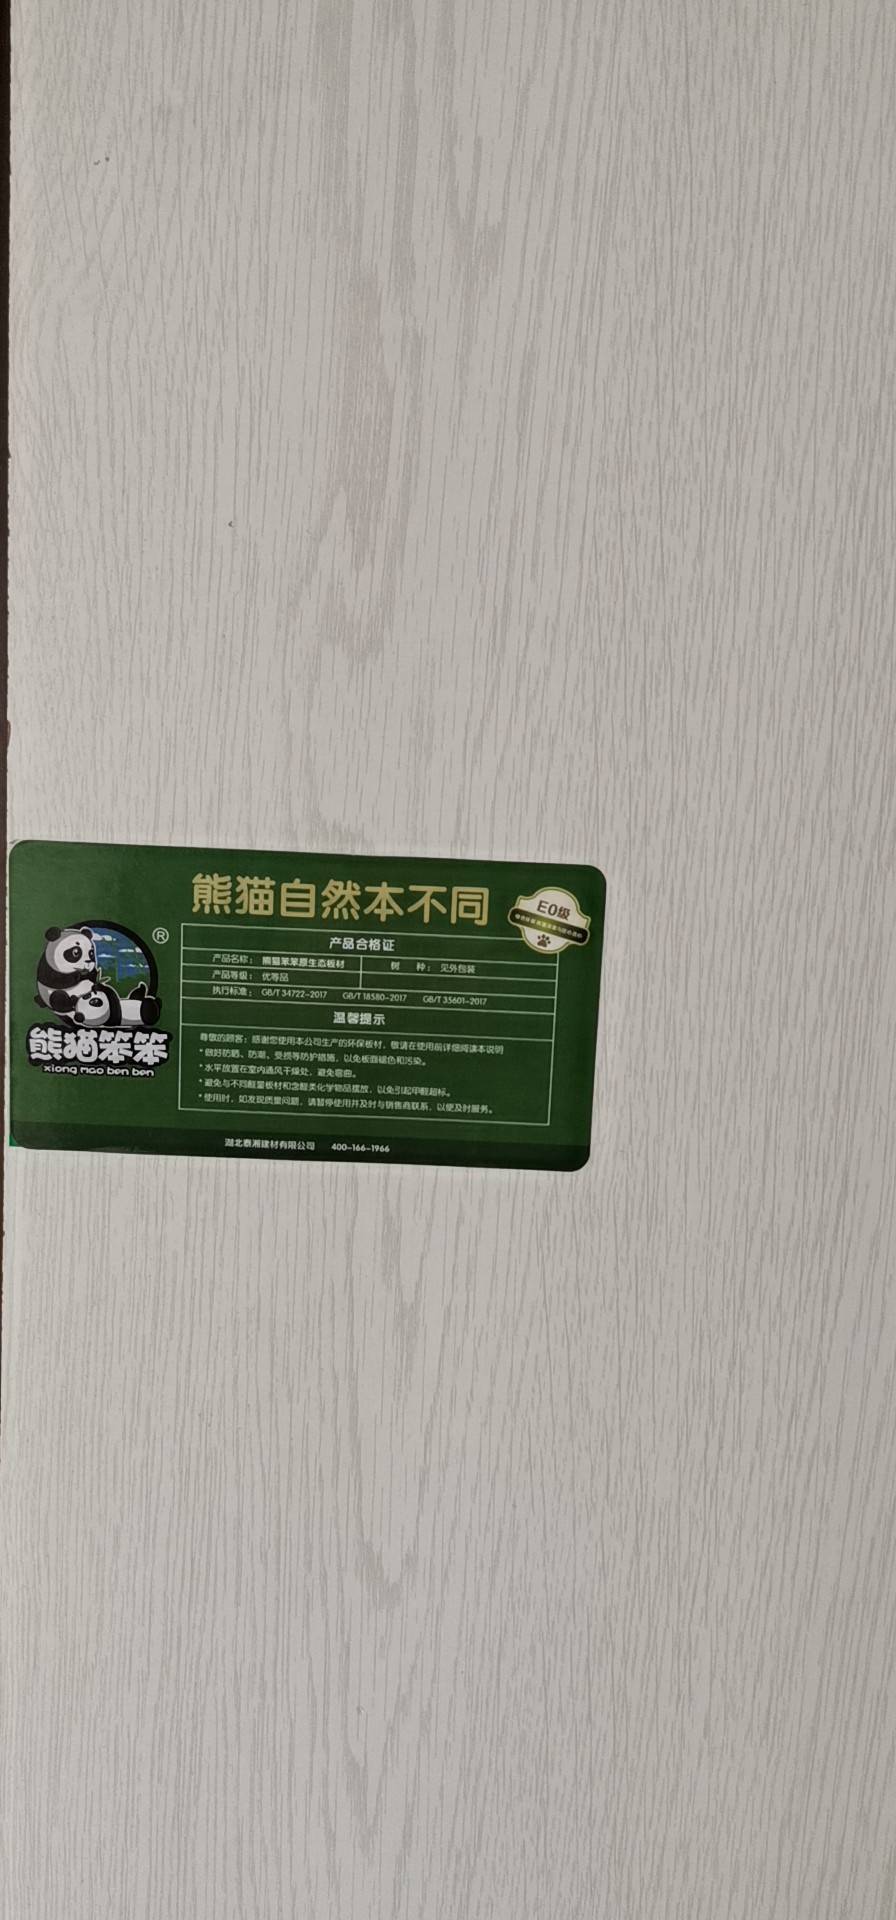 熊猫自然本不同
E0级
®
产品合格证
产品名称： 熊猫笨笨原生态板材 树 种： 见外包装
产品等级： 优等品
执行标准： GB/T 34722-2017 GB/T 18580-2017 GB/T 35601-2017
温馨提示
尊敬的顾客：感谢您使用本公司生产的环保板材，敬请在使用前详细阅读本说明
*做好防晒、防潮、受损等防护措施，以免板面褪色和污染。
*水平放置在室内通风干燥处，避免弯曲。
*避免与不同醛量板材和含醛类化学物品摆放，以免引起甲醛超标。
*使用时，如发现质量问题，请暂停使用并及时与销售商联系，以便及时服务。
熊猫笨笨
xiong mao ben ben
湖北泰湘建材有限公司 400-166-1966